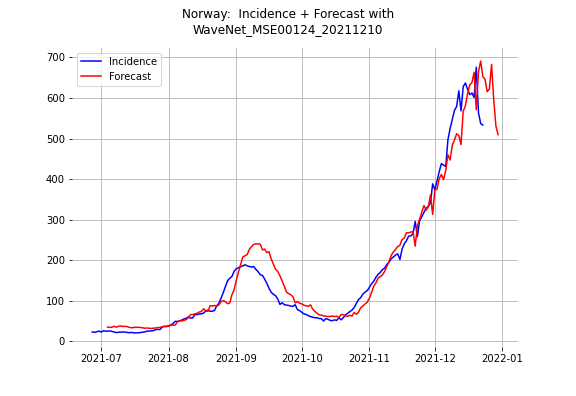 Norway:  Incidence + Forecast with
WaveNet_MSE00124_20211210
Incidence
Forecast
700
600
500
400
300
200
100
0
2021-07 2021-08 2021-09 2021-10 2021-11 2021-12 2022-01